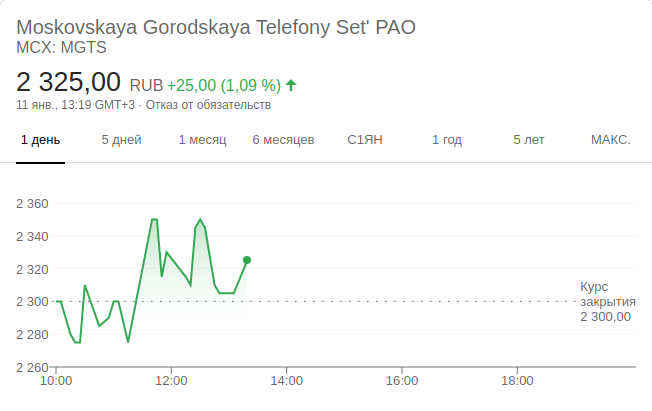 Moskovskaya Gorodskaya Telefony Set' PAO
MCX: MGTS
2 325,00 RUB +25,00 (1,09 %)
11 янв., 13:19 GMT+3 · Отказ от обязательств
1 день 5 дней 1 месяц 6 месяцев С1ЯН 1 год 5 лет МАКС.
2 360
2 340
2 320
2 300
2 280
2 260
Курс
закрытия
2 300,00
10:00 12:00 14:00 16:00 18:00